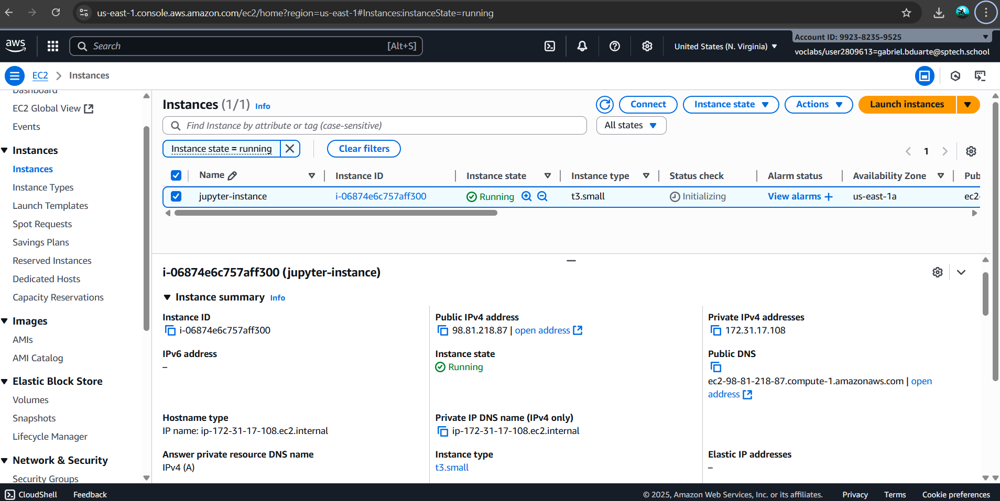 us-east-1.console.aws.amazon.com/ec2/home?region=us-east-1#Instances:instanceState=running
aws
Search
[Alt+S]
United States (N. Virginia)
Account ID: 9923-8235-9525
voclabs/user2809613=gabriel.bduarte@sptech.school
EC2
Instances
Dashboard
EC2 Global View
Events
Instances
Instances
Instance Types
Launch Templates
Spot Requests
Savings Plans
Reserved Instances
Dedicated Hosts
Capacity Reservations
Images
AMIs
AMI Catalog
Elastic Block Store
Volumes
Snapshots
Lifecycle Manager
Network & Security
Security Groups
Instances (1/1) Info
Connect
Instance state
Actions
Launch instances
Find Instance by attribute or tag (case-sensitive)
All states
Instance state = running
Clear filters
1
Name
Instance ID
Instance state
Instance type
Status check
Alarm status
Availability Zone
Pub
jupyter-instance
i-06874e6c757aff300
Running
t3.small
Initializing
View alarms +
us-east-1a
ec2-
i-06874e6c757aff300 (jupyter-instance)
Instance summary Info
Instance ID
i-06874e6c757aff300
Public IPv4 address
98.81.218.87 | open address
Private IPv4 addresses
172.31.17.108
IPv6 address
–
Instance state
Running
Public DNS
ec2-98-81-218-87.compute-1.amazonaws.com | open
address
Hostname type
IP name: ip-172-31-17-108.ec2.internal
Private IP DNS name (IPv4 only)
ip-172-31-17-108.ec2.internal
Answer private resource DNS name
IPv4 (A)
Instance type
t3.small
Elastic IP addresses
–
CloudShell
Feedback
© 2025, Amazon Web Services, Inc. or its affiliates.
Privacy
Terms
Cookie preferences